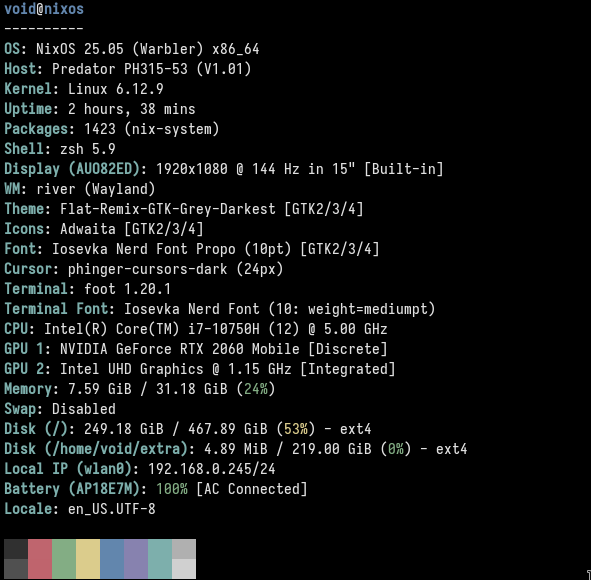 void@nixos
----------
OS: NixOS 25.05 (Warbler) x86_64
Host: Predator PH315-53 (V1.01)
Kernel: Linux 6.12.9
Uptime: 2 hours, 38 mins
Packages: 1423 (nix-system)
Shell: zsh 5.9
Display (AUO82ED): 1920x1080 @ 144 Hz in 15" [Built-in]
WM: river (Wayland)
Theme: Flat-Remix-GTK-Grey-Darkest [GTK2/3/4]
Icons: Adwaita [GTK2/3/4]
Font: Iosevka Nerd Font Propo (10pt) [GTK2/3/4]
Cursor: phinger-cursors-dark (24px)
Terminal: foot 1.20.1
Terminal Font: Iosevka Nerd Font (10: weight=mediumpt)
CPU: Intel(R) Core(TM) i7-10750H (12) @ 5.00 GHz
GPU 1: NVIDIA GeForce RTX 2060 Mobile [Discrete]
GPU 2: Intel UHD Graphics @ 1.15 GHz [Integrated]
Memory: 7.59 GiB / 31.18 GiB (24%)
Swap: Disabled
Disk (/): 249.18 GiB / 467.89 GiB (53%) - ext4
Disk (/home/void/extra): 4.89 MiB / 219.00 GiB (0%) - ext4
Local IP (wlan0): 192.168.0.245/24
Battery (AP18E7M): 100% [AC Connected]
Locale: en_US.UTF-8